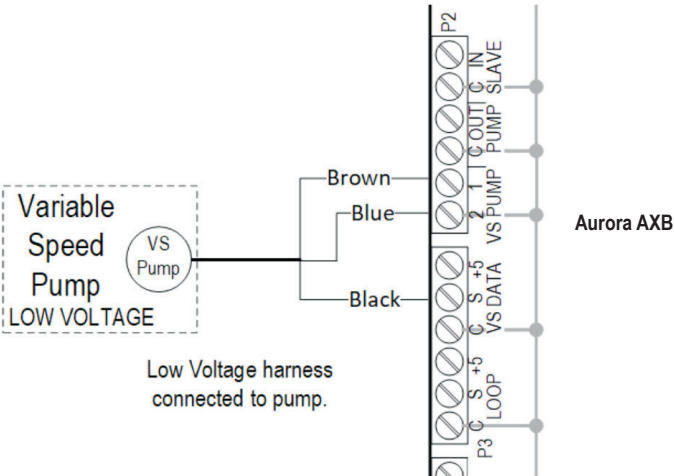 P2
IN
C
SLAVE
OUT
C
PUMP
1
2
VS PUMP
+5
S
C
VS DATA
+5
S
C
LOOP
P3
Brown
Blue
Black
Variable
Speed
Pump
LOW VOLTAGE
VS
Pump
Low Voltage harness
connected to pump.
Aurora AXB